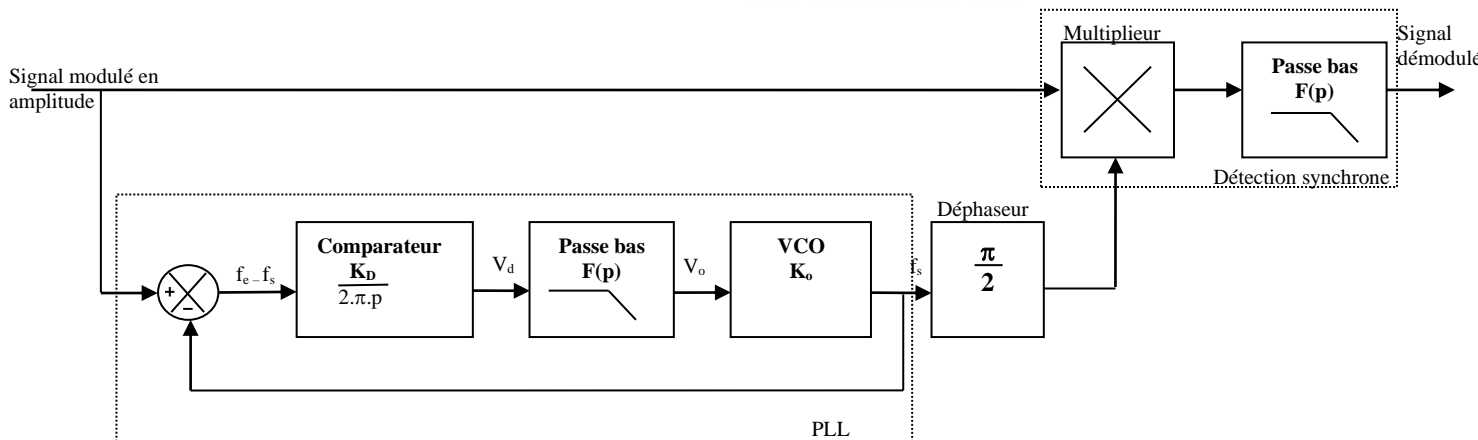 Signal modulé en
amplitude
Multiplieur
Passe bas
F(p)
Signal
démodulé
Détection synchrone
f_e – f_s
Comparateur
K_D
2.π.p
V_d
Passe bas
F(p)
V_o
VCO
K_o
f_s
Déphaseur
π
2
+
–
PLL